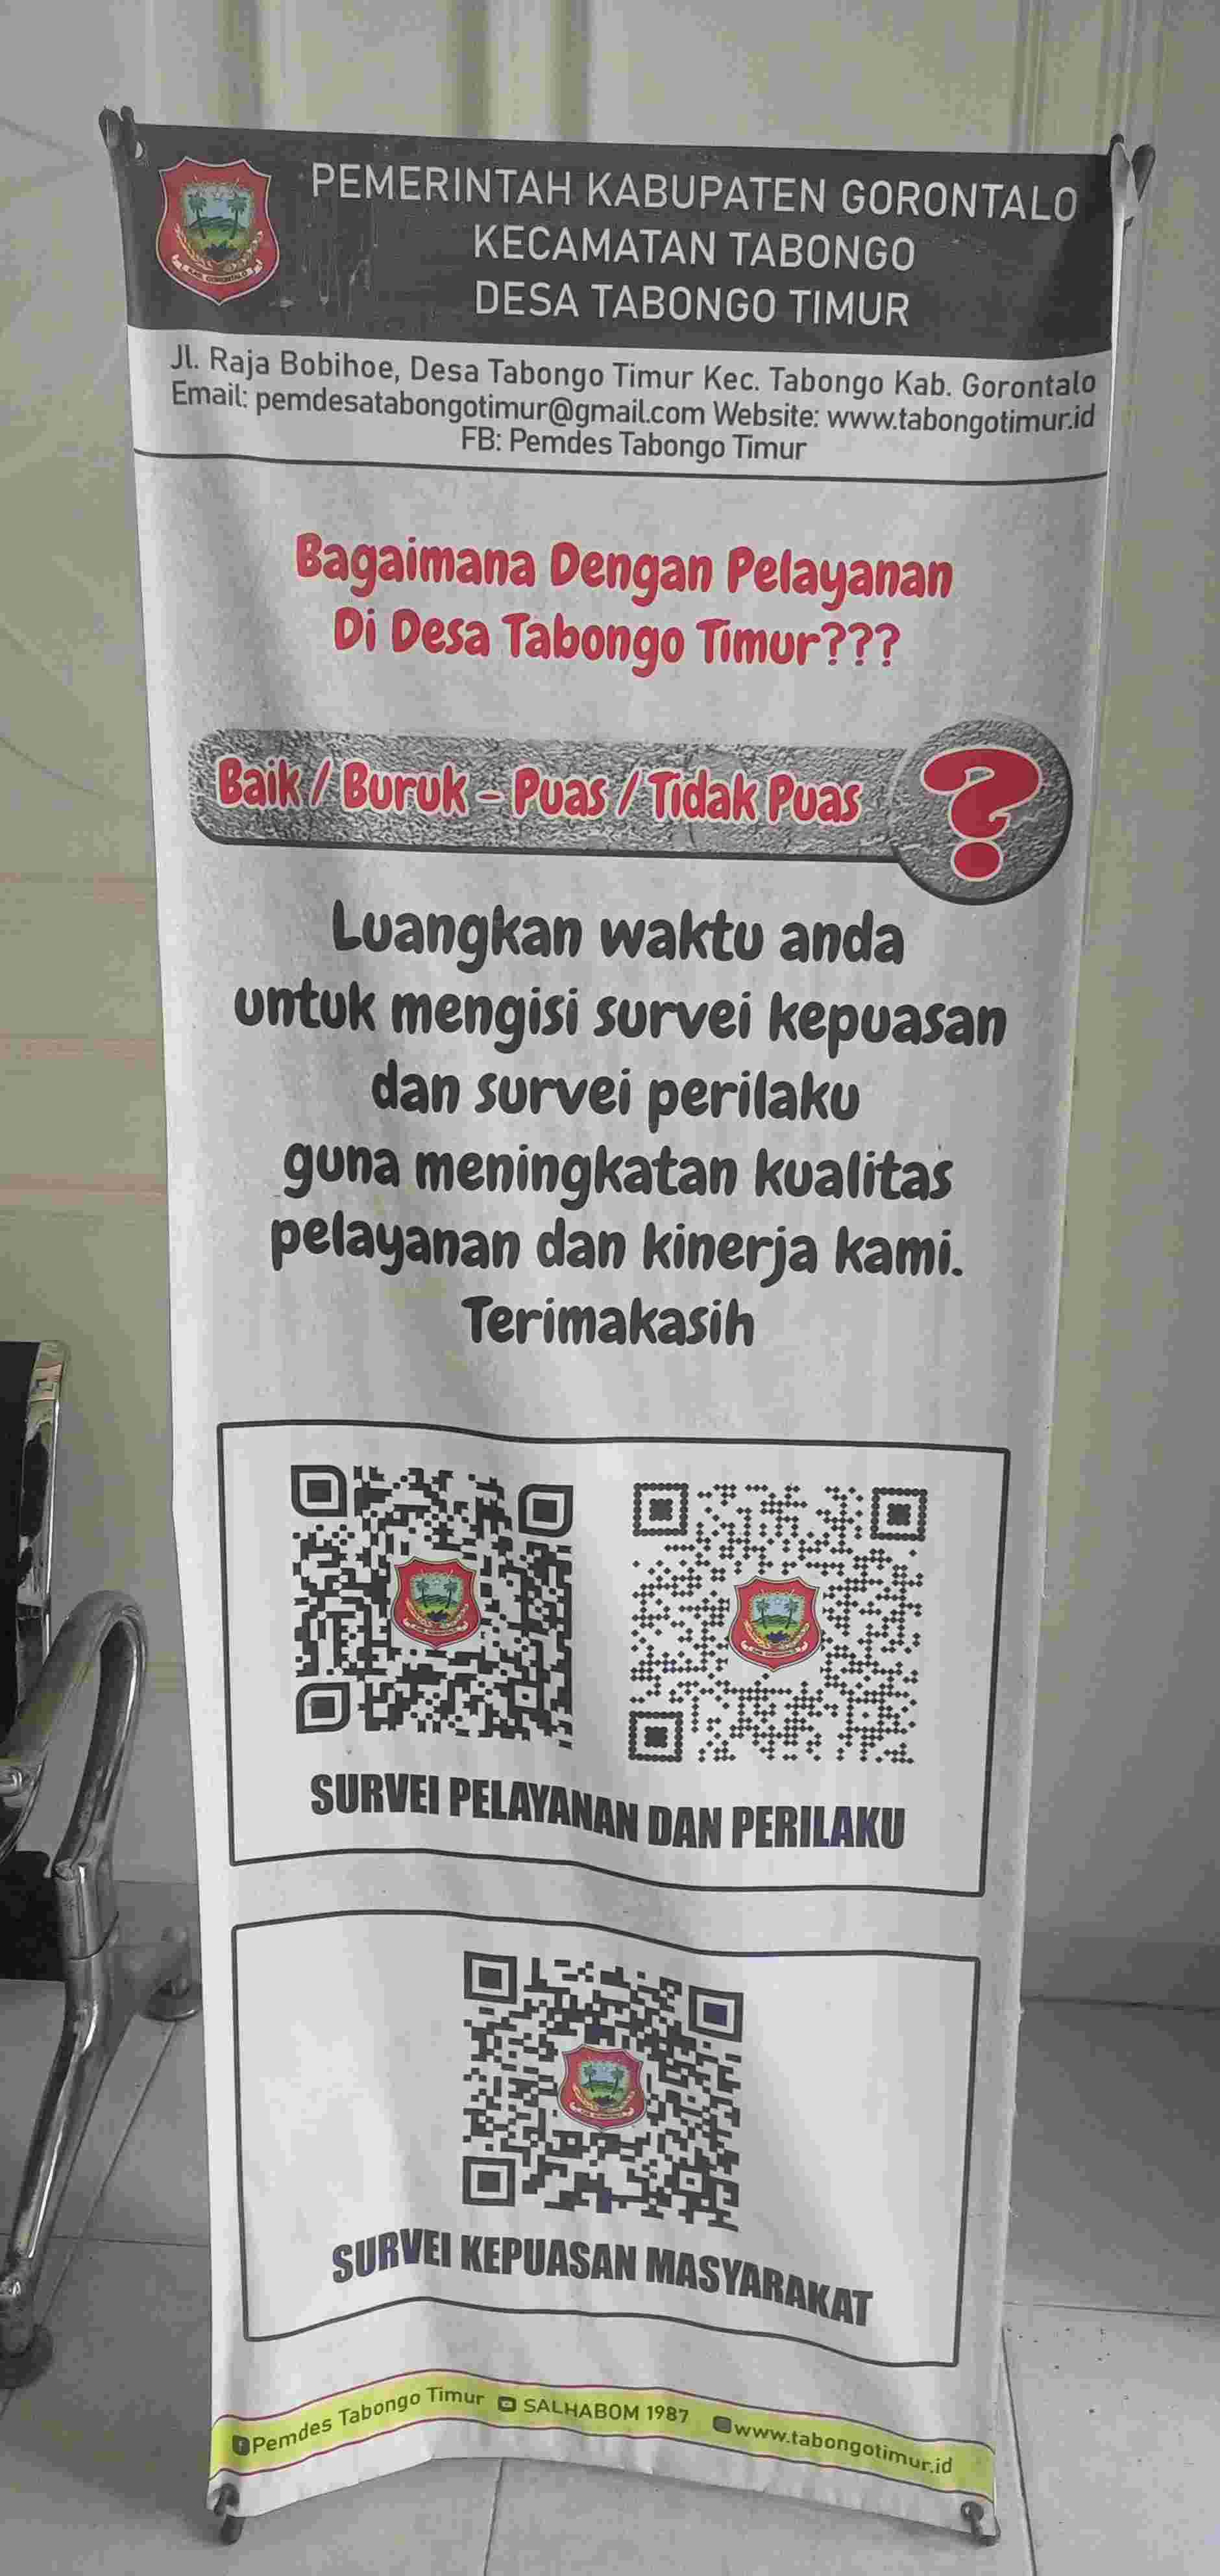 PEMERINTAH KABUPATEN GORONTALO
KECAMATAN TABONGO
DESA TABONGO TIMUR
KAB. GORONTALO
Jl. Raja Bobihoe, Desa Tabongo Timur Kec. Tabongo Kab. Gorontalo
Email: pemdesatabongotimur@gmail.com Website: www.tabongotimur.id
FB: Pemdes Tabongo Timur
Bagaimana Dengan Pelayanan
Di Desa Tabongo Timur???
Baik / Buruk - Puas / Tidak Puas ?
Luangkan waktu anda
untuk mengisi survei kepuasan
dan survei perilaku
guna meningkatan kualitas
pelayanan dan kinerja kami.
Terimakasih
SURVEI PELAYANAN DAN PERILAKU
SURVEI KEPUASAN MASYARAKAT
Pemdes Tabongo Timur SALHABOM 1987 www.tabongotimur.id